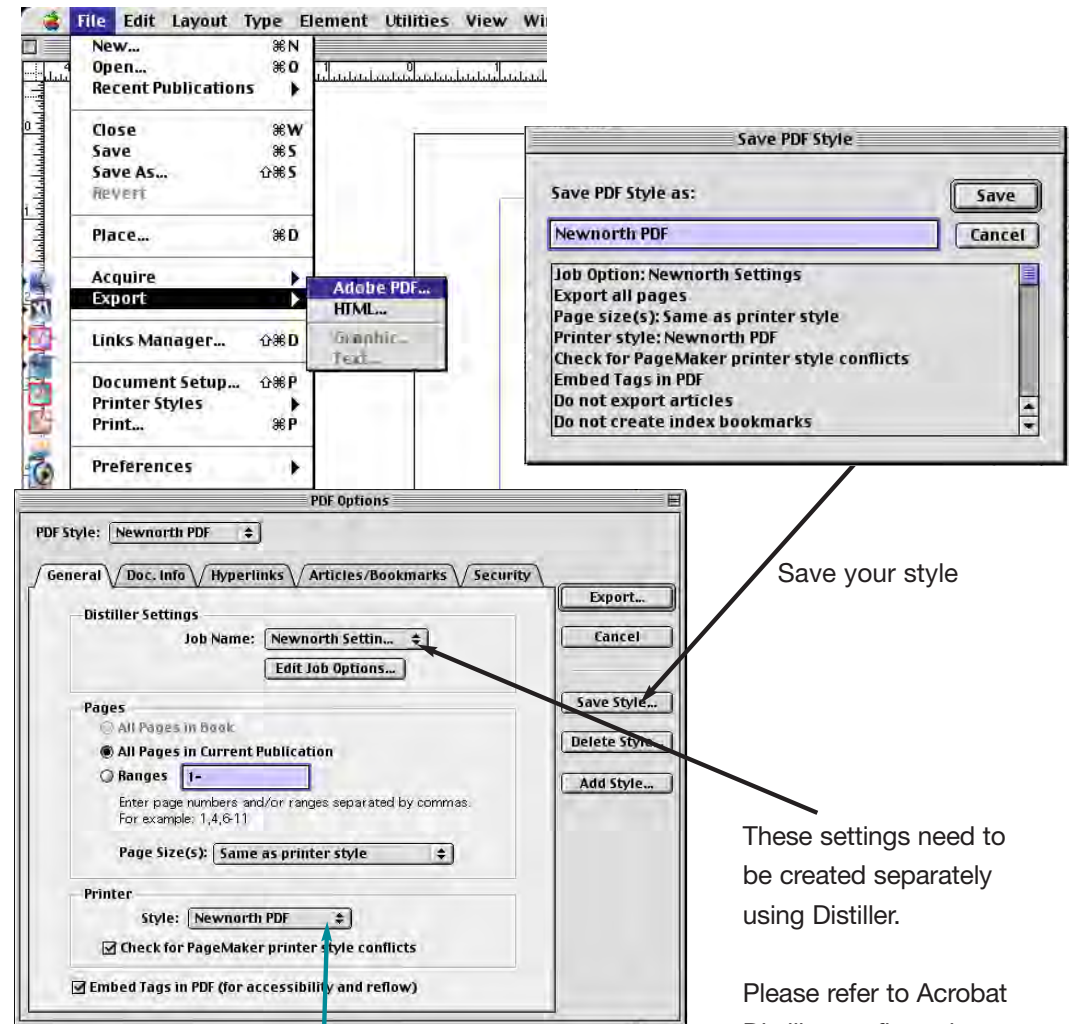 File Edit Layout Type Element Utilities View Wi
New... ⌘N
Open... ⌘O
Recent Publications
Close ⌘W
Save ⌘S
Save As... ⇧⌘S
Revert
Place... ⌘D
Acquire
Export
Adobe PDF...
HTML...
Graphic...
Text...
Links Manager... ⇧⌘D
Document Setup... ⇧⌘P
Printer Styles
Print... ⌘P
Preferences
Save PDF Style
Save PDF Style as:
Save
Newnorth PDF
Cancel
Job Option: Newnorth Settings
Export all pages
Page size(s): Same as printer style
Printer style: Newnorth PDF
Check for PageMaker printer style conflicts
Embed Tags in PDF
Do not export articles
Do not create index bookmarks
PDF Options
PDF Style: Newnorth PDF
General Doc. Info Hyperlinks Articles/Bookmarks Security
Distiller Settings
Job Name: Newnorth Settin...
Edit Job Options...
Pages
All Pages in Book
All Pages in Current Publication
Ranges 1-
Enter page numbers and/or ranges separated by commas.
For example: 1,4,6-11
Page Size(s): Same as printer style
Printer
Style: Newnorth PDF
Check for PageMaker printer style conflicts
Embed Tags in PDF (for accessibility and reflow)
Export...
Cancel
Save Style...
Delete Style...
Add Style...
Save your style
These settings need to
be created separately
using Distiller.
Please refer to Acrobat